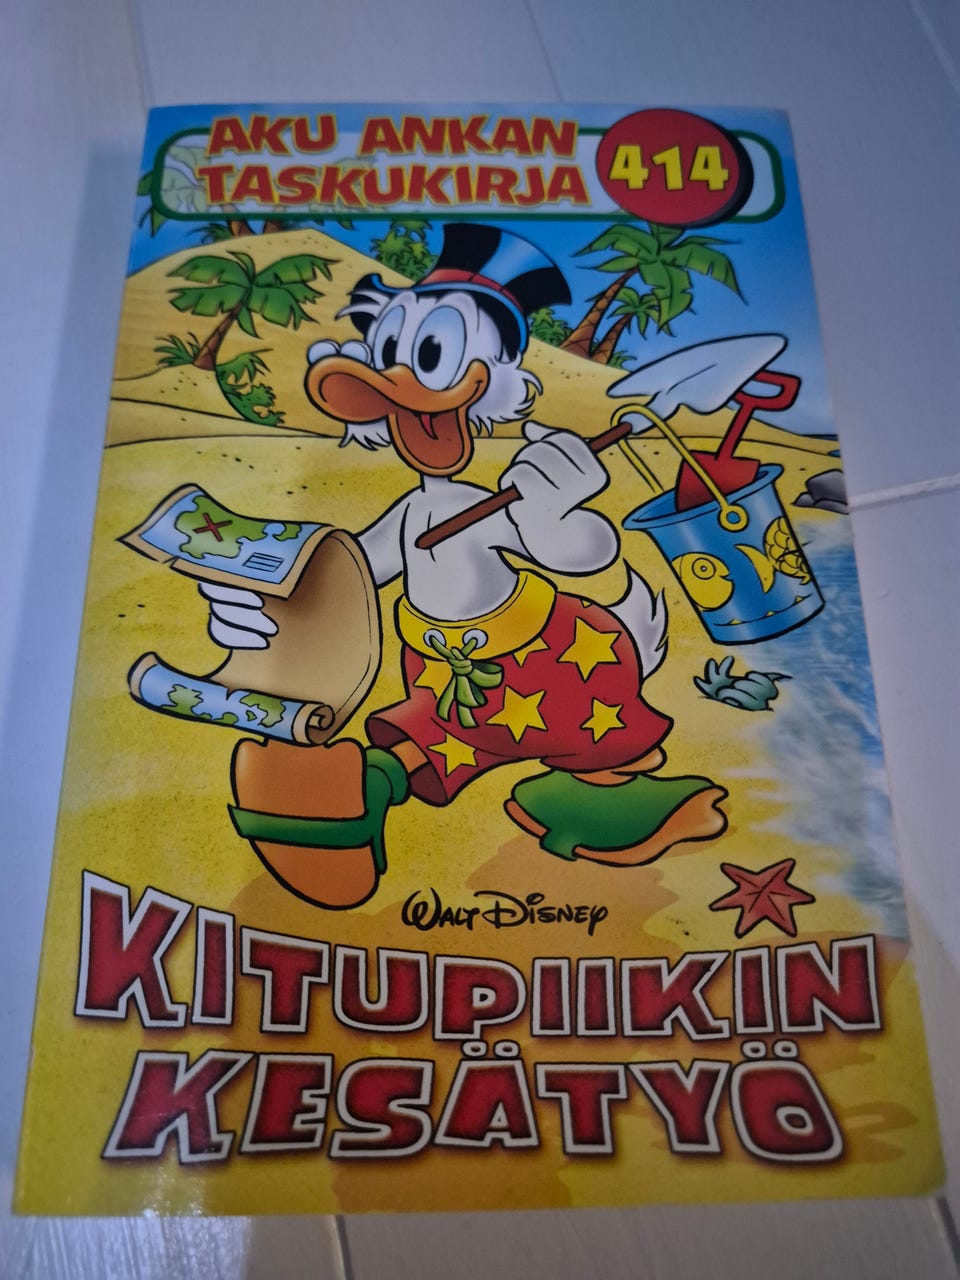 AKU ANKAN
TASKUKIRJA
414
WALT DISNEY
KITUPIIKIN
KESÄTYÖ